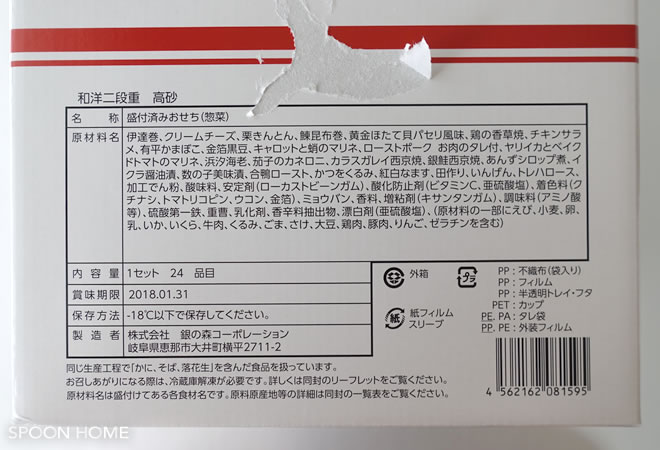 和洋二段重 高砂
名称 盛付済みおせち(惣菜)
原材料名 伊達巻、クリームチーズ、栗きんとん、鰊昆布巻、黄金ほたて貝パセリ風味、鶏の香草焼、チキンサラ
メ、有平かまぼこ、金箔黒豆、キャロットと蛸のマリネ、ローストポーク お肉のタレ付、ヤリイカとベイク
ドトマトのマリネ、浜汐海老、茄子のカネロニ、カラスガレイ西京焼、銀鮭西京焼、あんずシロップ煮、イ
クラ醤油漬、数の子美味漬、合鴨ロースト、かつをくるみ、紅白なます、田作り、いんげん、トレハロース、
加工でん粉、酸味料、安定剤(ローカストビーンガム)、酸化防止剤(ビタミンC、亜硫酸塩)、着色料(ク
チナシ、トマトリコピン、ウコン、金箔)、ミョウバン、香料、増粘剤(キサンタンガム)、調味料(アミノ酸
等)、硫酸第一鉄、重曹、乳化剤、香辛料抽出物、漂白剤(亜硫酸塩)、(原材料の一部にえび、小麦、卵、
乳、いか、いくら、牛肉、くるみ、ごま、さけ、大豆、鶏肉、豚肉、りんご、ゼラチンを含む)
内容量 1セット 24 品目
賞味期限 2018.01.31
保存方法 -18℃以下で保存してください。
製造者 株式会社 銀の森コーポレーション
岐阜県恵那市大井町横平2711-2
外箱
プラ
紙
紙フィルム
スリーブ
PP:不織布(袋入り)
PP:フィルム
PP:半透明トレイ・フタ
PET:カップ
PE. PA:タレ袋
PP. PE:外装フィルム
4 562162 081595
同じ生産工程で「かに、そば、落花生」を含んだ食品を扱っています。
お召しあがりになる際は、冷蔵庫解凍が必要です。詳しくは同封のリーフレットをご覧ください。
原材料名は盛付けてある各食材名です。原料原産地等の詳細は同封の一覧表をご覧ください。
SPOON HOME